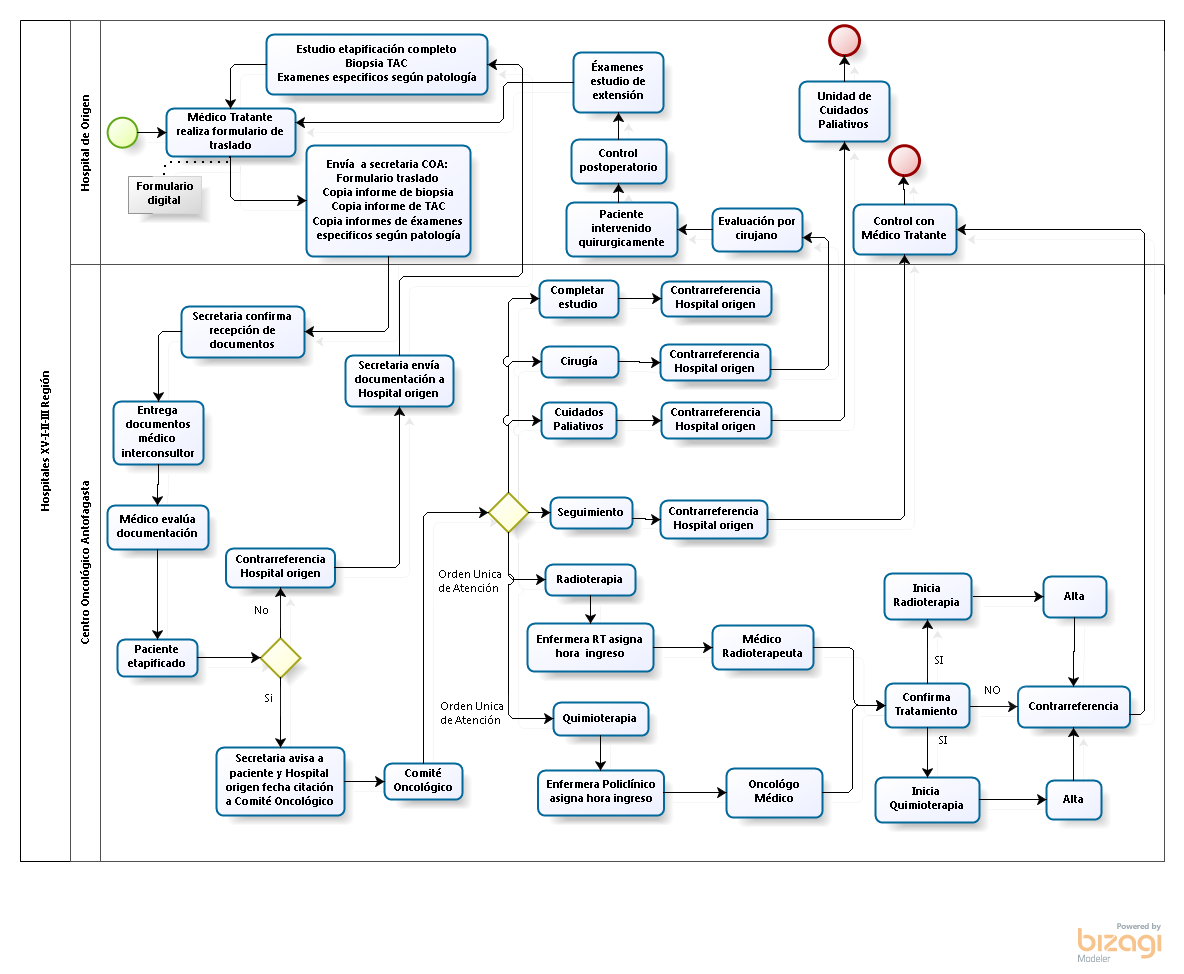 Hospitales XV-I-II-III Región
Hospital de Origen
Estudio etapificación completo
Biopsia TAC
Examenes especificos según patología
Médico Tratante
realiza formulario de
traslado
Formulario
digital
Envía a secretaria COA:
Formulario traslado
Copia informe de biopsia
Copia informe de TAC
Copia informes de éxamenes
especificos según patología
Éxamenes
estudio de
extensión
Control
postoperatorio
Paciente
intervenido
quirurgicamente
Evaluación por
cirujano
Unidad de
Cuidados
Paliativos
Control con
Médico Tratante
Centro Oncológico Antofagasta
Secretaria confirma
recepción de
documentos
Entrega
documentos
médico
interconsultor
Médico evalúa
documentación
Paciente
etapificado
Secretaria envía
documentación a
Hospital origen
Contrarreferencia
Hospital origen
No
Si
Secretaria avisa a
paciente y Hospital
origen fecha citación
a Comité Oncológico
Comité
Oncológico
Completar
estudio
Contrarreferencia
Hospital origen
Cirugía
Contrarreferencia
Hospital origen
Cuidados
Paliativos
Contrarreferencia
Hospital origen
Seguimiento
Contrarreferencia
Hospital origen
Orden Unica
de Atención
Radioterapia
Enfermera RT asigna
hora ingreso
Médico
Radioterapeuta
Orden Unica
de Atención
Quimioterapia
Enfermera Policlínico
asigna hora ingreso
Oncológo
Médico
Confirma
Tratamiento
SI
Inicia
Radioterapia
Alta
NO
Contrarreferencia
SI
Inicia
Quimioterapia
Alta
Powered by
bizagi
Modeler